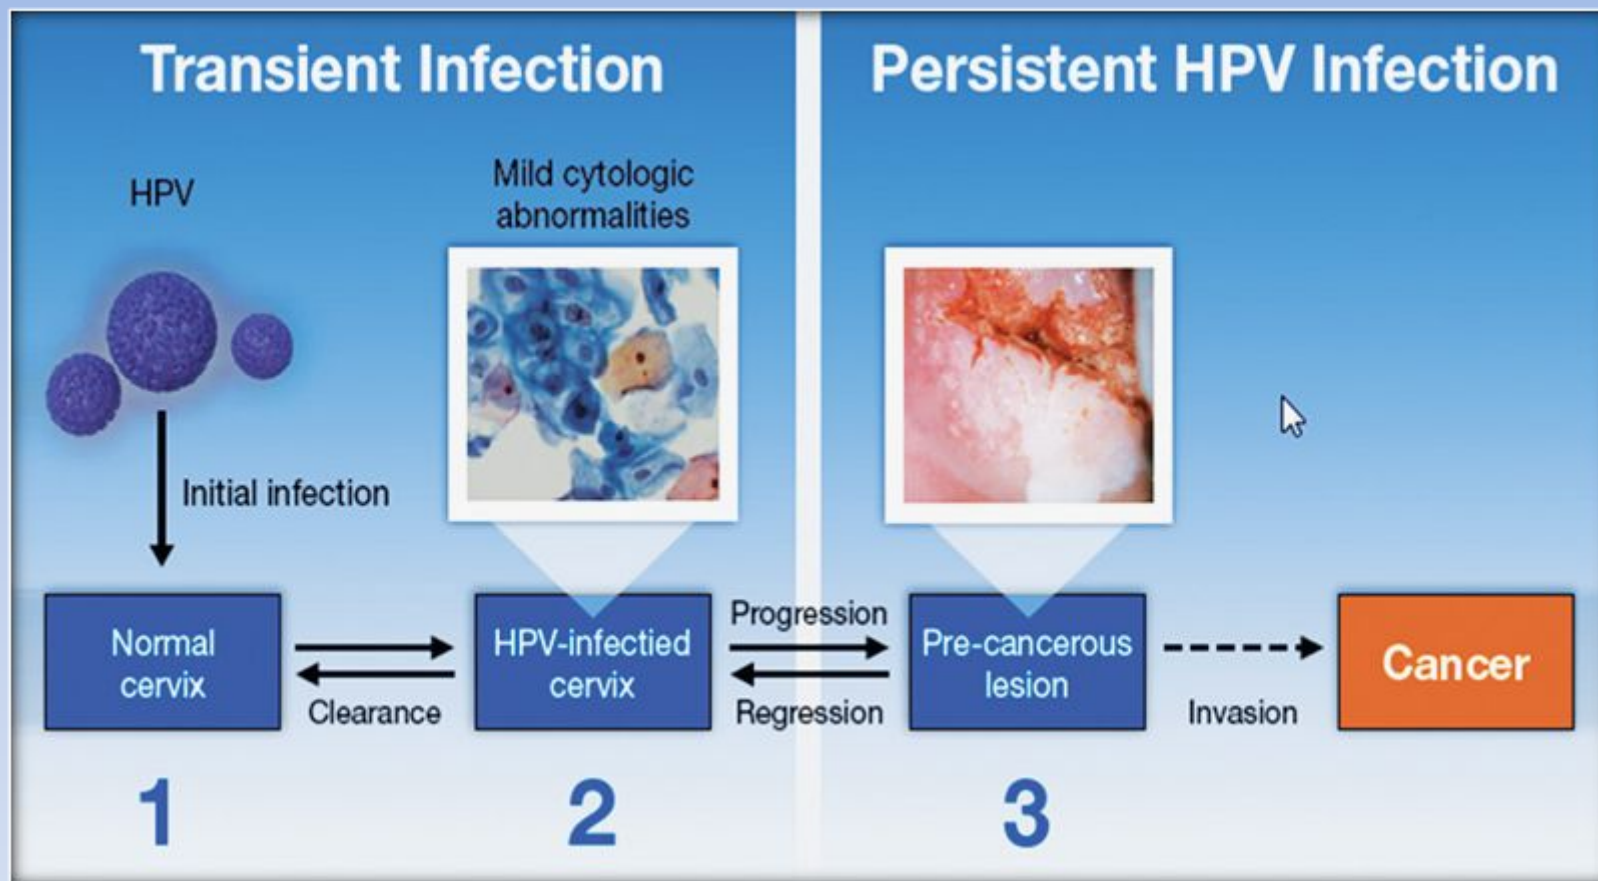 Transient Infection
Persistent HPV Infection
HPV
Mild cytologic
abnormalities
Initial infection
Normal
cervix
Clearance
HPV-infectied
cervix
Progression
Regression
Pre-cancerous
lesion
Invasion
Cancer
1
2
3